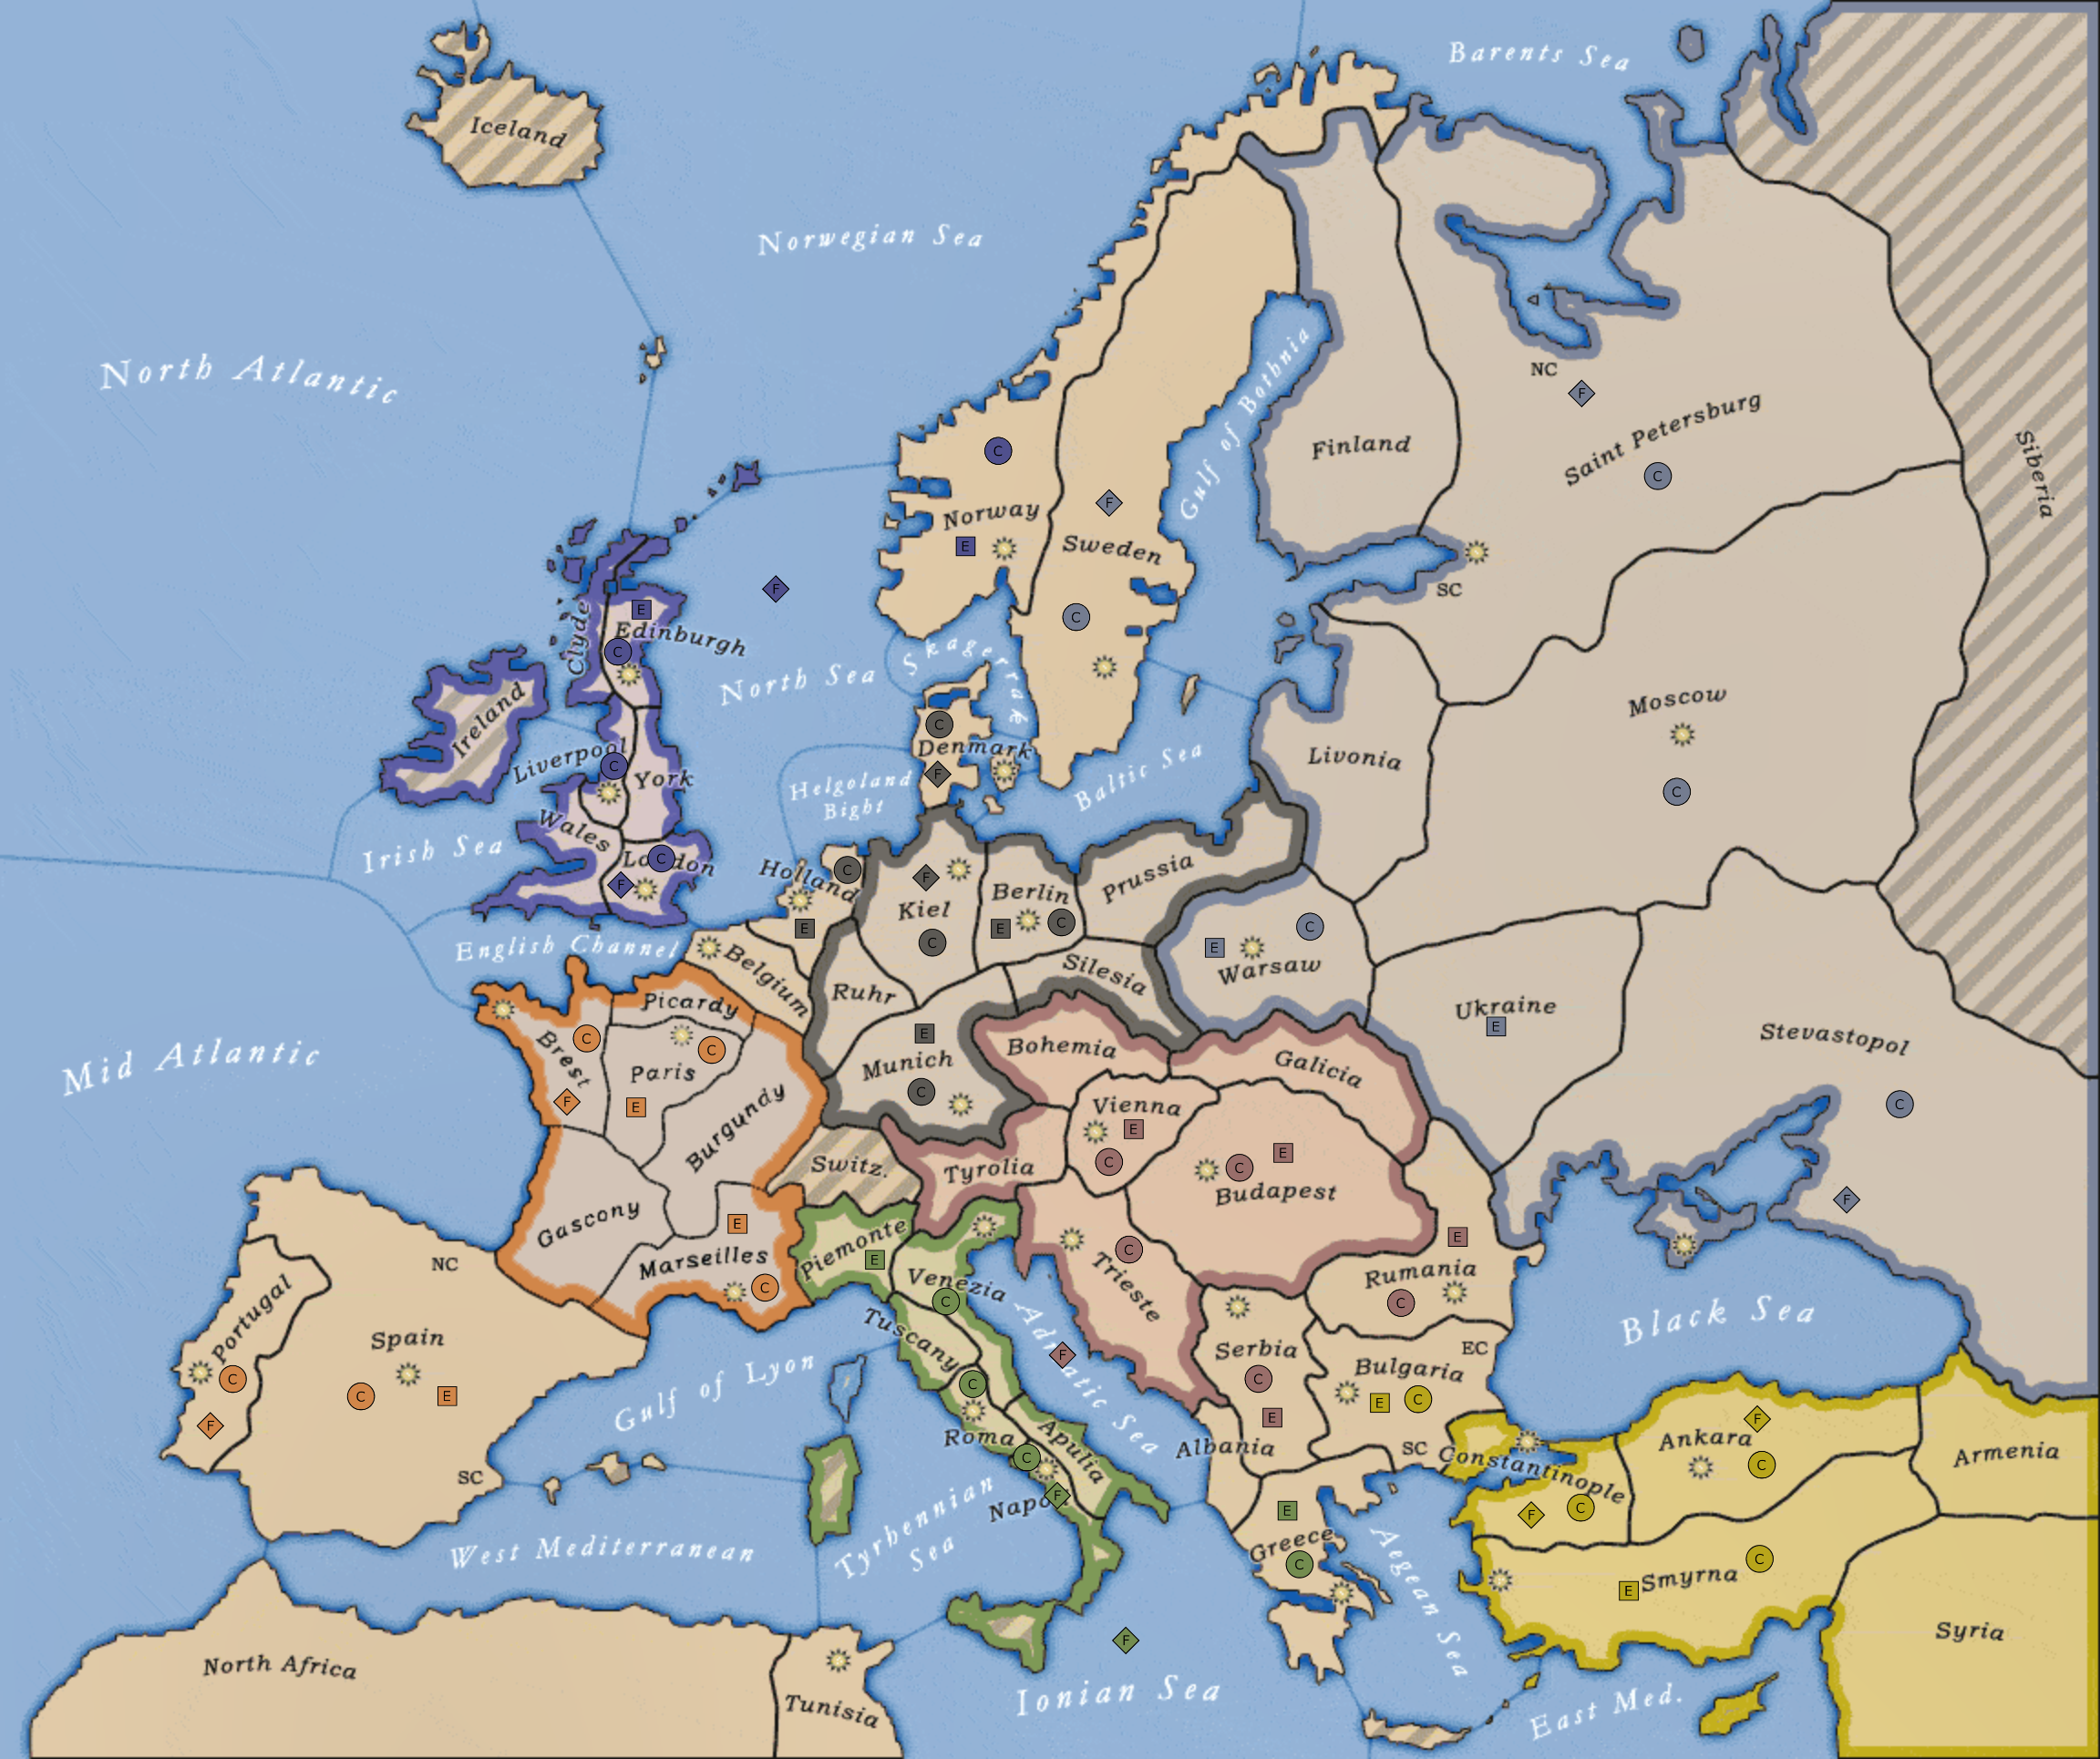 Barents Sea
Iceland
Norwegian Sea
North Atlantic
NC
F
Saint Petersburg
C
Siberia
Finland
Gulf of Bothnia
C
Norway
E
F
Sweden
C
SC
F
E
Edinburgh
C
Clyde
North Sea
Skagerrak
Ireland
Liverpool
C
York
C
Denmark
F
Baltic Sea
Livonia
Moscow
C
Helgoland
Bight
Irish Sea
Wales
London
C
F
Holland
C
E
F
Kiel
C
Berlin
E
C
Prussia
C
E
Warsaw
English Channel
Belgium
Ruhr
Silesia
Ukraine
E
Stevastopol
C
F
Mid Atlantic
Picardy
C
Brest
F
C
Paris
E
Burgundy
E
Munich
C
Bohemia
Galicia
Vienna
E
C
E
C
Budapest
Switz.
Tyrolia
Gascony
E
Marseilles
C
Piemonte
E
Venezia
C
C
Trieste
E
Rumania
C
NC
Portugal
C
F
Spain
C
E
SC
Gulf of Lyon
Tuscany
C
Roma
Adriatic Sea
F
Serbia
C
E
EC
Bulgaria
E
C
SC
Black Sea
Albania
Apulia
C
Napoli
F
Constantinople
F
C
F
Ankara
C
Armenia
West Mediterranean
Tyrhennian
Sea
E
Greece
C
Aegean Sea
C
E
Smyrna
Syria
North Africa
Tunisia
F
Ionian Sea
East Med.